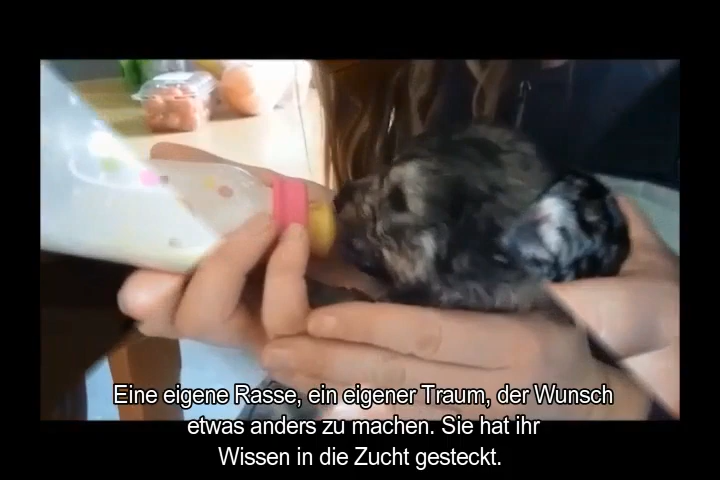 Eine eigene Rasse, ein eigener Traum, der Wunsch
etwas anders zu machen. Sie hat ihr
Wissen in die Zucht gesteckt.